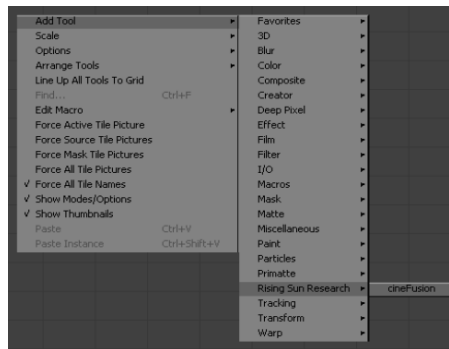 Add Tool
Scale
Options
Arrange Tools
Line Up All Tools To Grid
Find... Ctrl+F
Edit Macro
Force Active Tile Picture
Force Source Tile Pictures
Force Mask Tile Pictures
Force All Tile Pictures
√ Force All Tile Names
√ Show Modes/Options
√ Show Thumbnails
Paste Ctrl+V
Paste Instance Ctrl+Shift+V
Favorites
3D
Blur
Color
Composite
Creator
Deep Pixel
Effect
Film
Filter
I/O
Macros
Mask
Matte
Miscellaneous
Paint
Particles
Primatte
Rising Sun Research
Tracking
Transform
Warp
cineFusion